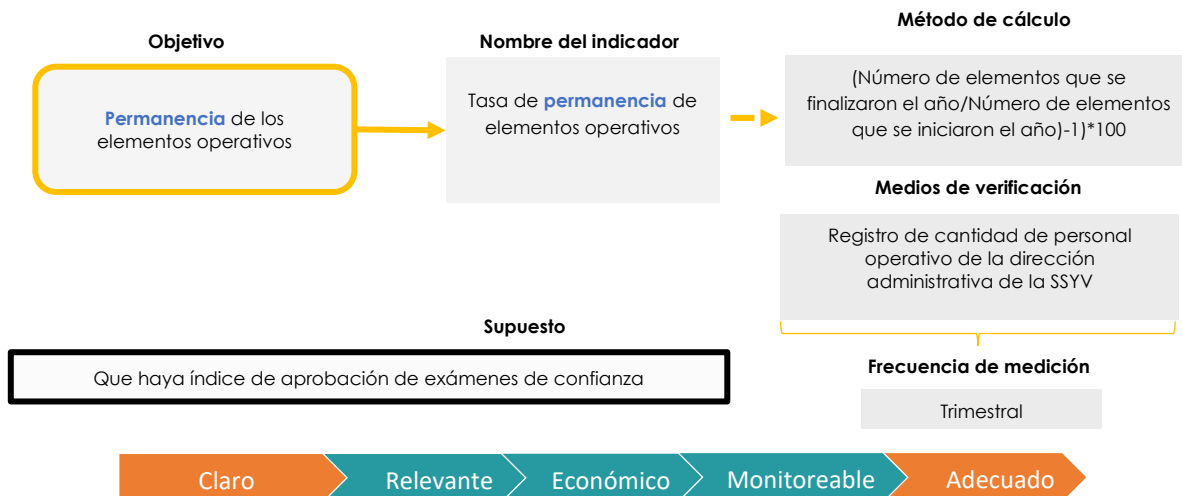 Objetivo
Permanencia de los
elementos operativos
Nombre del indicador
Tasa de permanencia de
elementos operativos
Método de cálculo
(Número de elementos que se
finalizaron el año/Número de elementos
que se iniciaron el año)-1)*100
Medios de verificación
Registro de cantidad de personal
operativo de la dirección
administrativa de la SSYV
Supuesto
Que haya índice de aprobación de exámenes de confianza
Frecuencia de medición
Trimestral
Claro
Relevante
Económico
Monitoreable
Adecuado